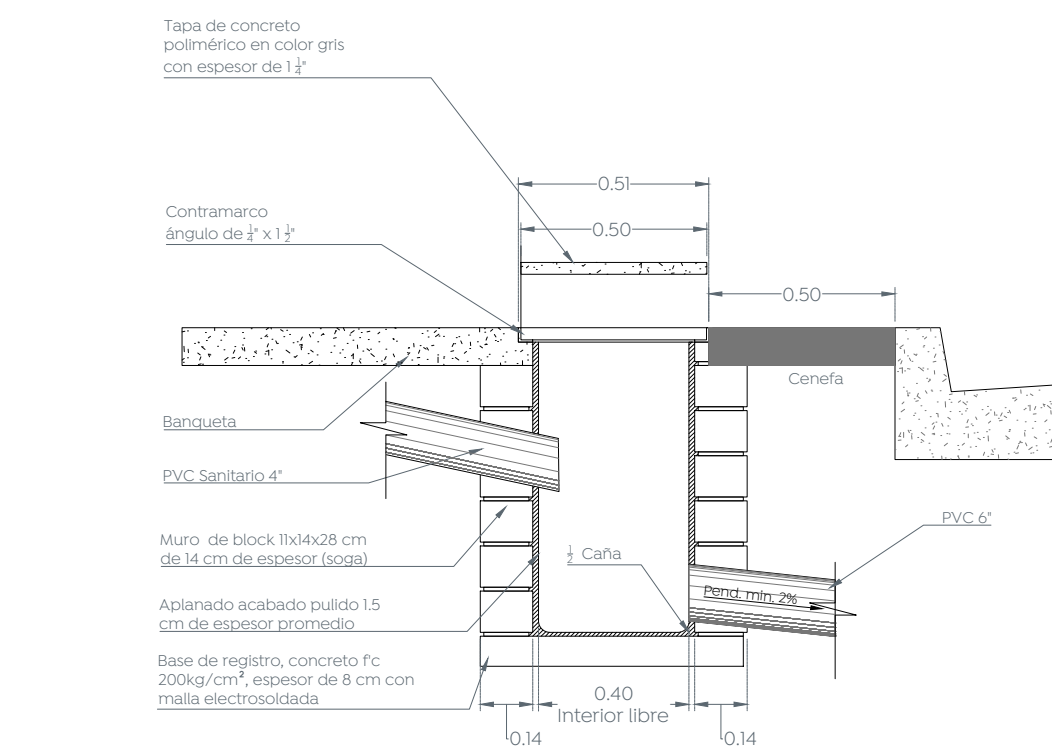 Tapa de concreto
polimérico en color gris
con espesor de 1 1/4"
0.51
Contramarco
ángulo de 1/4" x 1 1/2"
0.50
0.50
Cenefa
Banqueta
PVC Sanitario 4"
PVC 6"
Muro de block 11x14x28 cm
de 14 cm de espesor (soga)
1/2 Caña
Pend. min. 2%
Aplanado acabado pulido 1.5
cm de espesor promedio
Base de registro, concreto f'c
200kg/cm², espesor de 8 cm con
malla electrosoldada
0.40
Interior libre
0.14
0.14